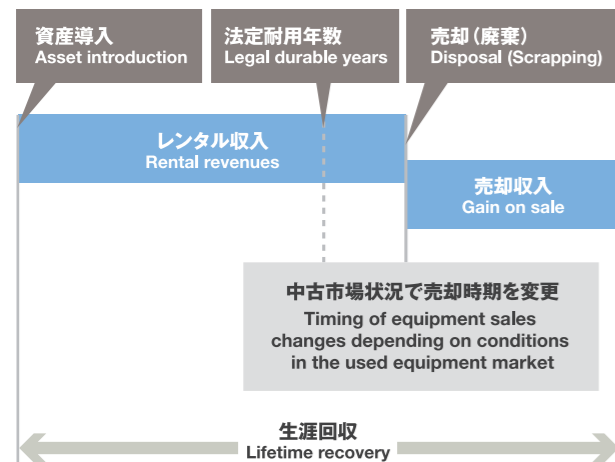 資産導入
Asset introduction
法定耐用年数
Legal durable years
売却（廃棄）
Disposal (Scrapping)
レンタル収入
Rental revenues
売却収入
Gain on sale
中古市場状況で売却時期を変更
Timing of equipment sales
changes depending on conditions
in the used equipment market
生涯回収
Lifetime recovery